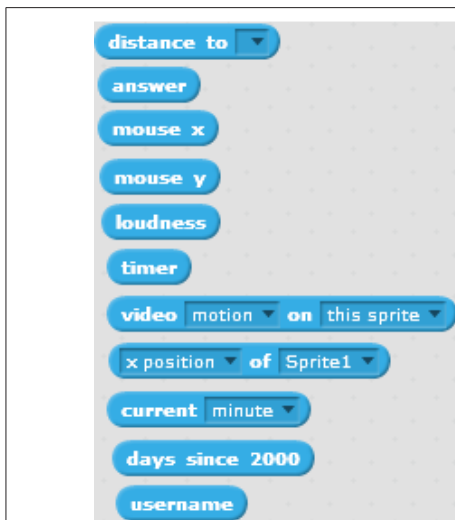 distance to
answer
mouse x
mouse y
loudness
timer
video motion on this sprite
x position of Sprite1
current minute
days since 2000
username